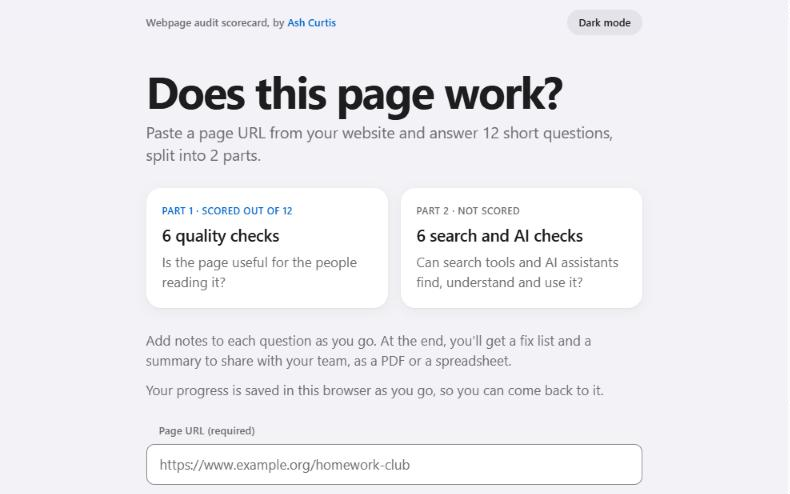 Webpage audit scorecard, by Ash Curtis
Dark mode
Does this page work?
Paste a page URL from your website and answer 12 short questions,
split into 2 parts.
PART 1 · SCORED OUT OF 12
6 quality checks
Is the page useful for the people
reading it?
PART 2 · NOT SCORED
6 search and AI checks
Can search tools and AI assistants
find, understand and use it?
Add notes to each question as you go. At the end, you'll get a fix list and a
summary to share with your team, as a PDF or a spreadsheet.
Your progress is saved in this browser as you go, so you can come back to it.
Page URL (required)
https://www.example.org/homework-club